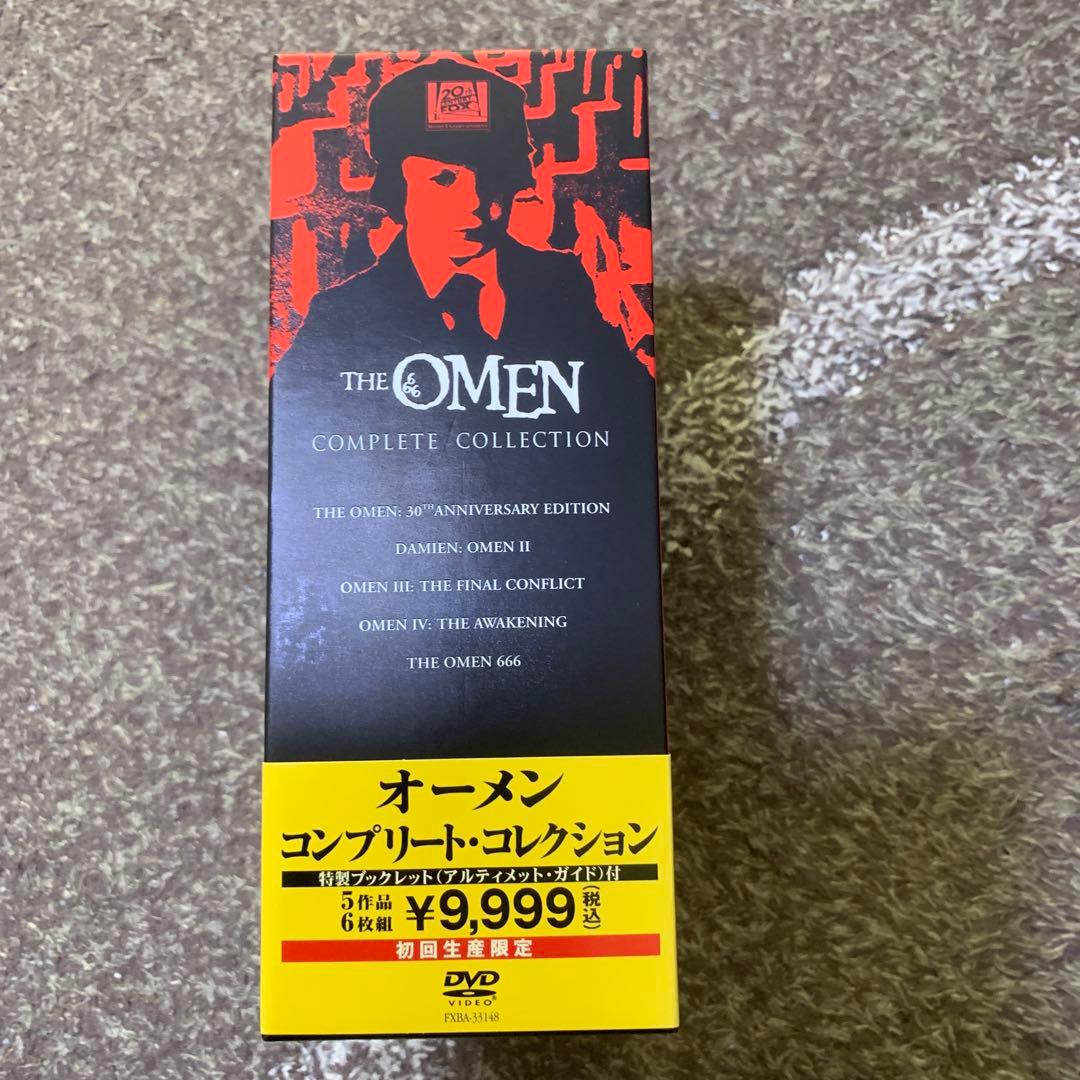 20th
CENTURY
FOX
HOME ENTERTAINMENT
THE OMEN
666
COMPLETE COLLECTION
THE OMEN: 30TH ANNIVERSARY EDITION
DAMIEN: OMEN II
OMEN III: THE FINAL CONFLICT
OMEN IV: THE AWAKENING
THE OMEN 666
オーメン
コンプリート・コレクション
特製ブックレット(アルティメット・ガイド)付
5作品
6枚組 ¥9,999(税込)
初回生産限定
DVD
VIDEO®
FXBA-33148